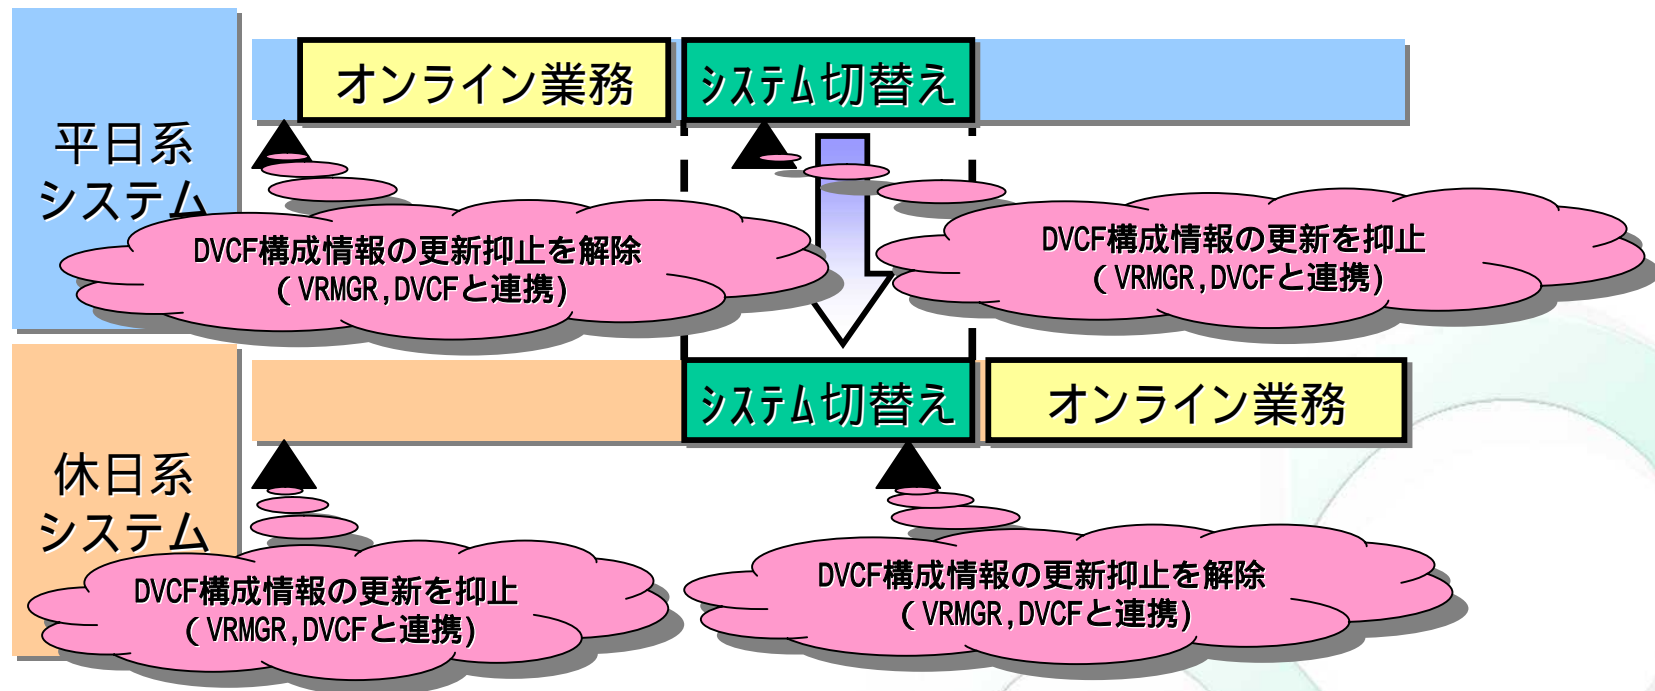 平日系
システム
オンライン業務
システム切替え
DVCF構成情報の更新抑止を解除
(VRMGR,DVCFと連携)
DVCF構成情報の更新を抑止
(VRMGR,DVCFと連携)
休日系
システム
システム切替え
オンライン業務
DVCF構成情報の更新を抑止
(VRMGR,DVCFと連携)
DVCF構成情報の更新抑止を解除
(VRMGR,DVCFと連携)